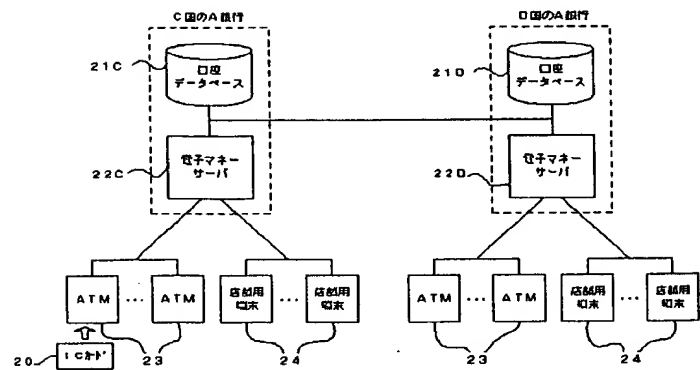 C国のA銀行
D国のA銀行
21C
口座
データベース
21D
口座
データベース
22C
電子マネー
サーバ
22D
電子マネー
サーバ
ATM … ATM
店舗用
端末
…
店舗用
端末
ATM … ATM
店舗用
端末
…
店舗用
端末
20
ICカード
23
24
23
24